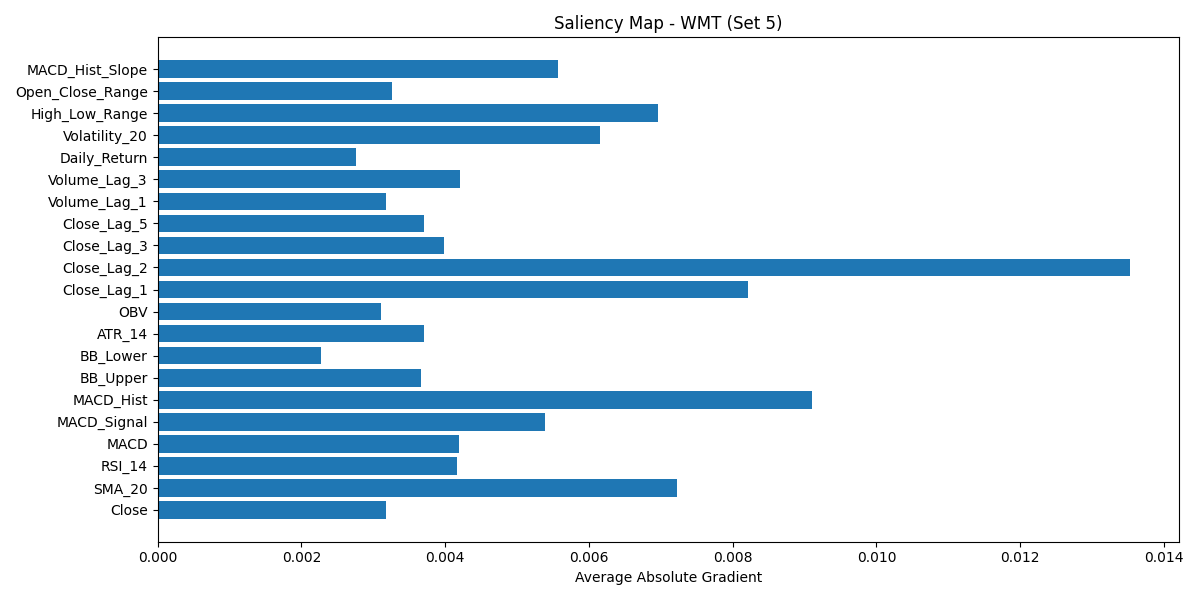 Saliency Map - WMT (Set 5)
MACD_Hist_Slope
Open_Close_Range
High_Low_Range
Volatility_20
Daily_Return
Volume_Lag_3
Volume_Lag_1
Close_Lag_5
Close_Lag_3
Close_Lag_2
Close_Lag_1
OBV
ATR_14
BB_Lower
BB_Upper
MACD_Hist
MACD_Signal
MACD
RSI_14
SMA_20
Close
0.000 0.002 0.004 0.006 0.008 0.010 0.012 0.014
Average Absolute Gradient